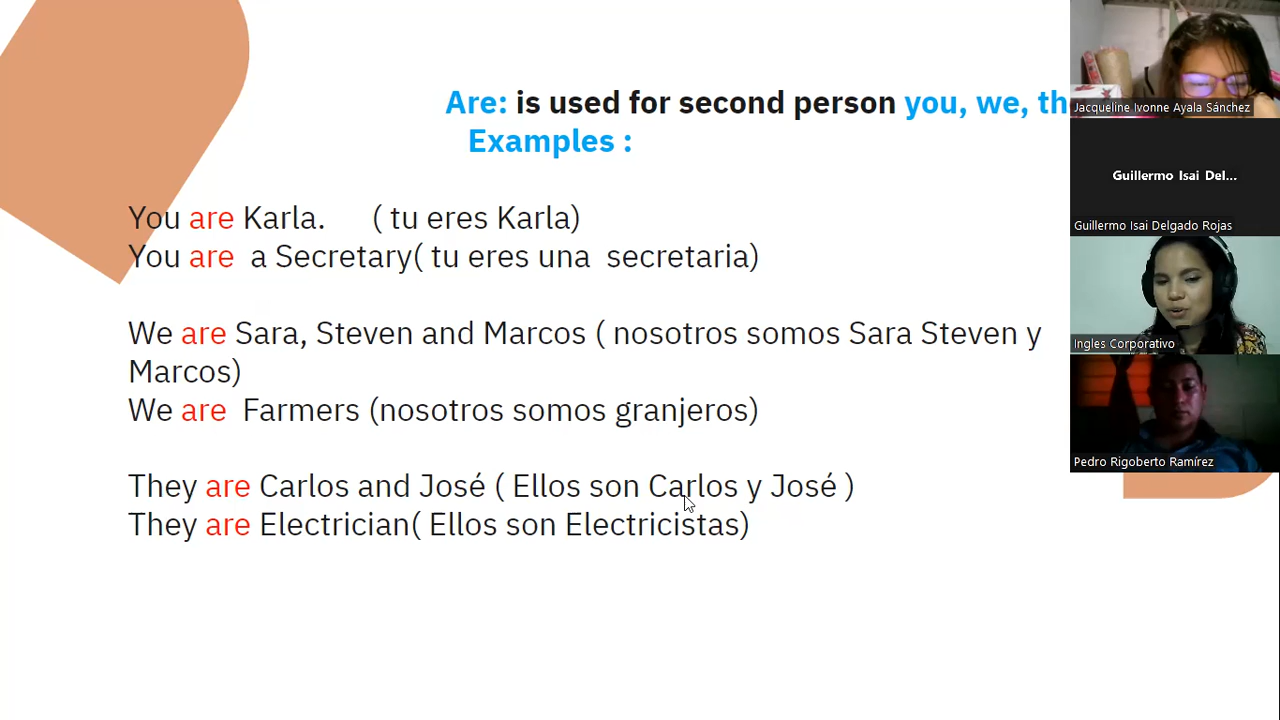 Are: is used for second person you, we, th
Examples :
You are Karla. ( tu eres Karla)
You are a Secretary( tu eres una secretaria)
We are Sara, Steven and Marcos ( nosotros somos Sara Steven y
Marcos)
We are Farmers (nosotros somos granjeros)
They are Carlos and José ( Ellos son Carlos y José )
They are Electrician( Ellos son Electricistas)
Jacqueline Ivonne Ayala Sánchez
Guillermo Isai Del...
Guillermo Isai Delgado Rojas
Ingles Corporativo
Pedro Rigoberto Ramírez